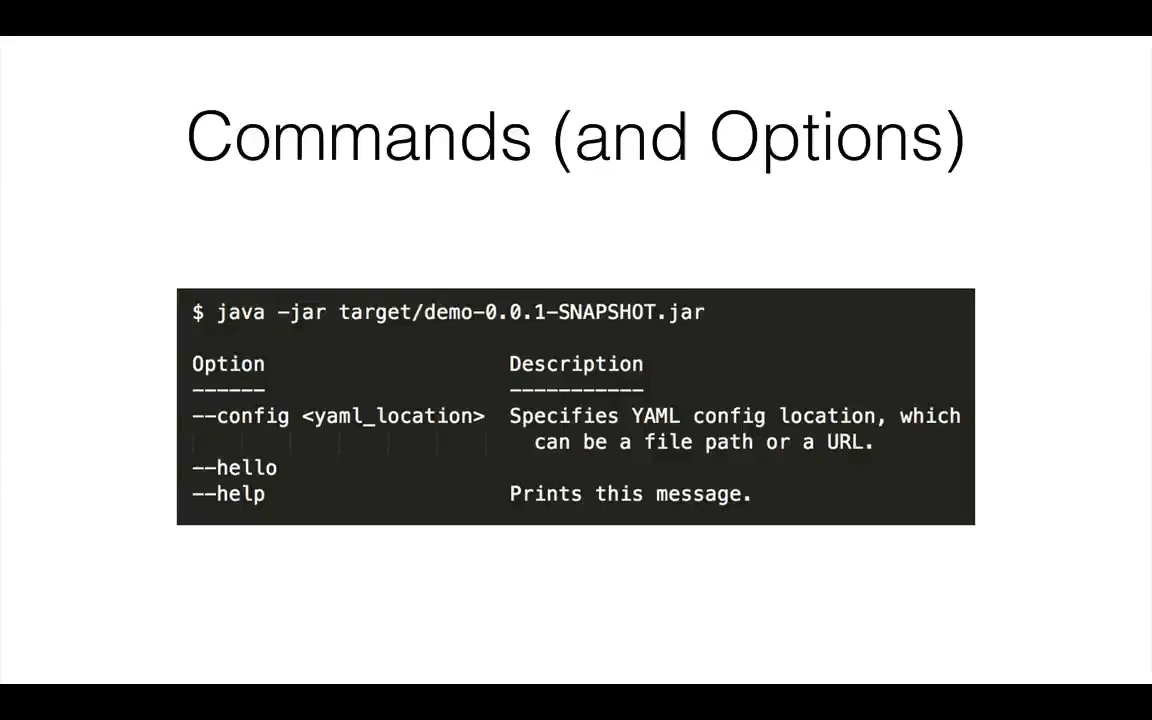 Commands (and Options)
$ java -jar target/demo-0.0.1-SNAPSHOT.jar
Option                    Description
------                    -----------
--config <yaml_location>  Specifies YAML config location, which
                            can be a file path or a URL.
--hello
--help                    Prints this message.